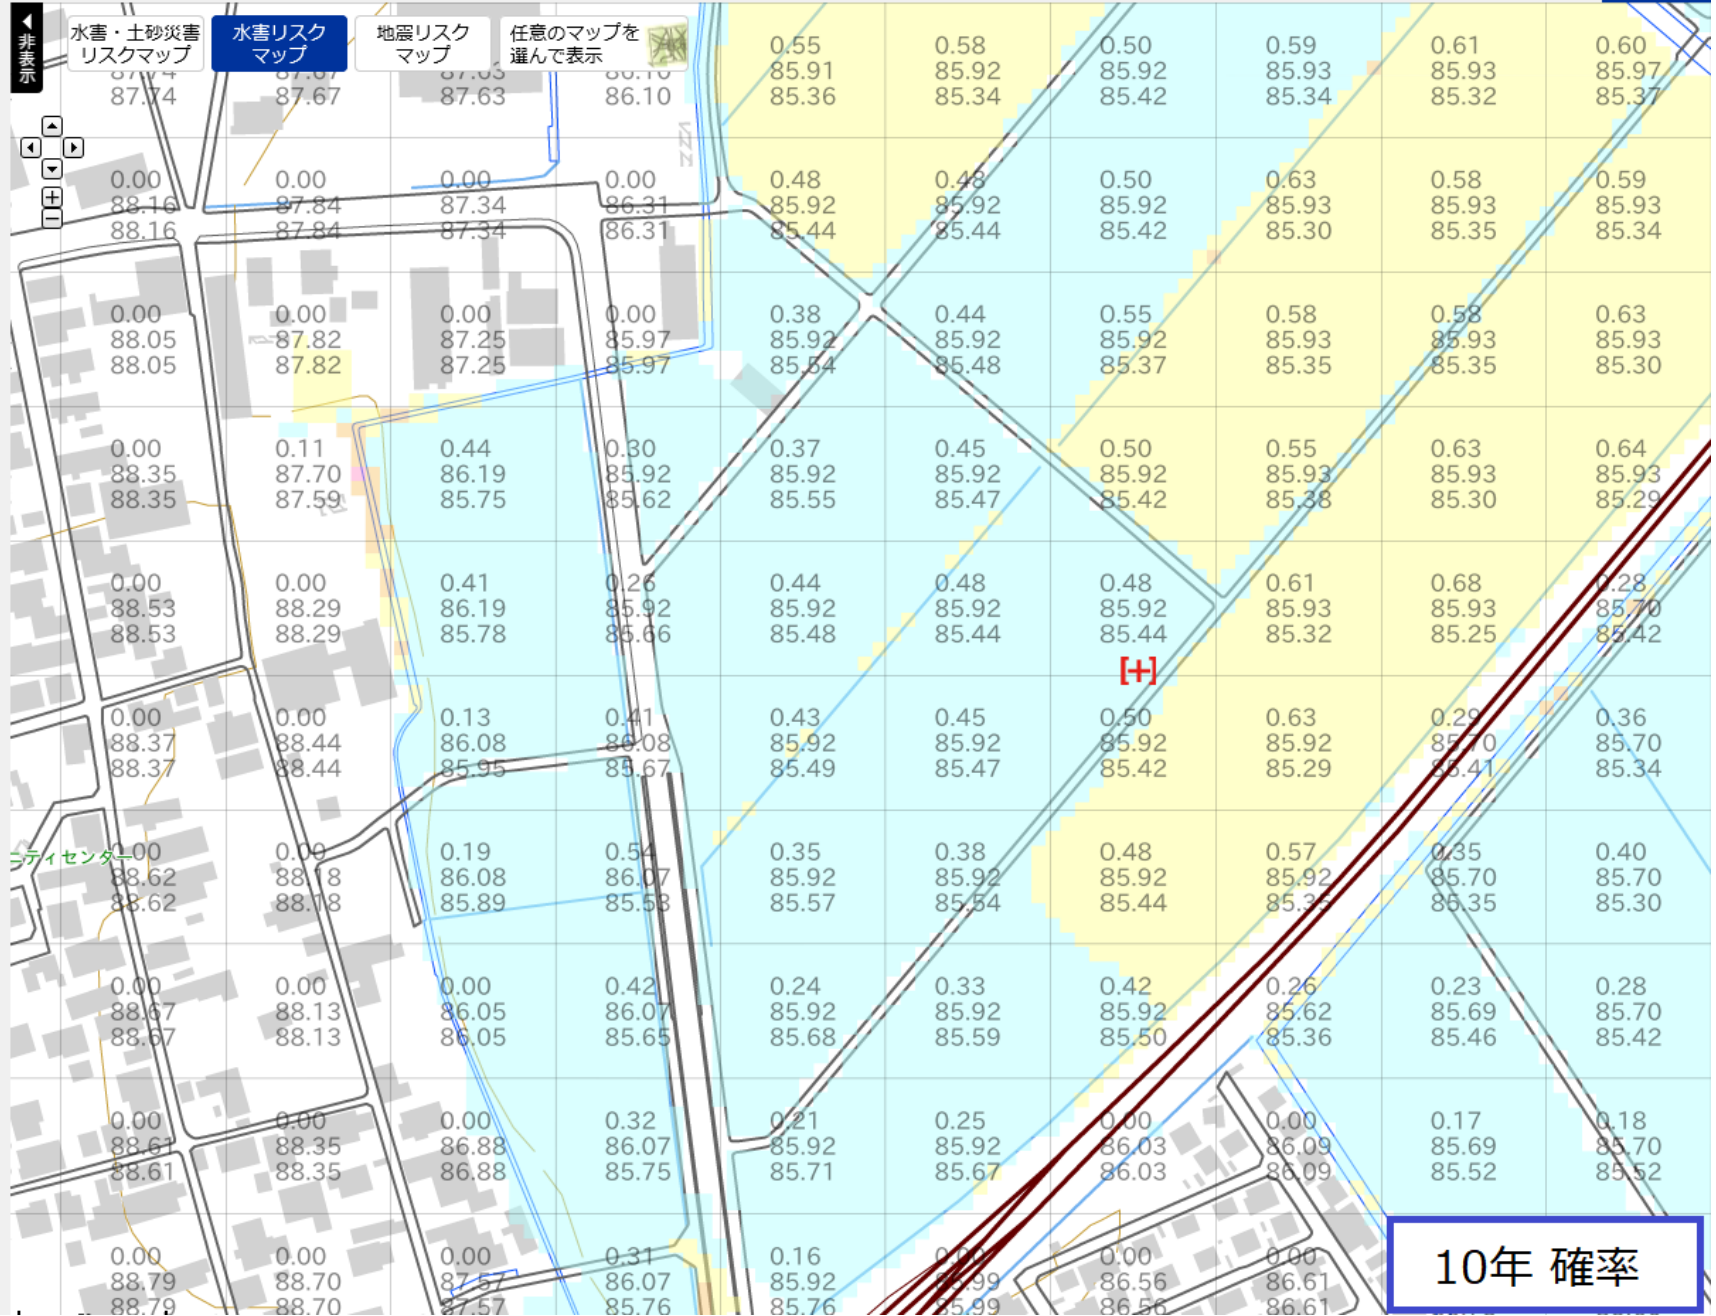 非表示
水害・土砂災害
リスクマップ
水害リスク
マップ
地震リスク
マップ
任意のマップを
選んで表示
0.55 0.58 0.50 0.59 0.61 0.60
85.91 85.92 85.92 85.93 85.93 85.97
87.74 87.67 87.63 86.10 85.36 85.34 85.42 85.34 85.32 85.37
0.00 0.00 0.00 0.00 0.48 0.48 0.50 0.63 0.58 0.59
88.16 87.84 87.34 86.31 85.92 85.92 85.92 85.93 85.93 85.93
88.16 87.84 87.34 86.31 85.44 85.44 85.42 85.30 85.35 85.34
0.00 0.00 0.00 0.00 0.38 0.44 0.55 0.58 0.58 0.63
88.05 87.82 87.25 85.97 85.92 85.92 85.92 85.93 85.93 85.93
88.05 87.82 87.25 85.97 85.54 85.48 85.37 85.35 85.35 85.30
0.00 0.11 0.44 0.30 0.37 0.45 0.50 0.55 0.63 0.64
88.35 87.70 86.19 85.92 85.92 85.92 85.92 85.93 85.93 85.93
88.35 87.59 85.75 85.62 85.55 85.47 85.42 85.38 85.30 85.29
0.00 0.00 0.41 0.26 0.44 0.48 0.48 0.61 0.68 0.28
88.53 88.29 86.19 85.92 85.92 85.92 85.92 85.93 85.93 85.70
88.53 88.29 85.78 85.66 85.48 85.44 85.44 85.32 85.25 85.42
0.00 0.00 0.13 0.41 0.43 0.45 0.50 0.63 0.29 0.36
88.37 88.44 86.08 86.08 85.92 85.92 85.92 85.92 85.70 85.70
88.37 88.44 85.95 85.67 85.49 85.47 85.42 85.29 85.41 85.34
ニティセンター
0.00 0.00 0.19 0.54 0.35 0.38 0.48 0.57 0.35 0.40
88.62 88.18 86.08 86.07 85.92 85.92 85.92 85.92 85.70 85.70
88.62 88.18 85.89 85.53 85.57 85.54 85.44 85.35 85.35 85.30
0.00 0.00 0.00 0.42 0.24 0.33 0.42 0.26 0.23 0.28
88.67 88.13 86.05 86.07 85.92 85.92 85.92 85.62 85.69 85.70
88.67 88.13 86.05 85.65 85.68 85.59 85.50 85.36 85.46 85.42
0.00 0.00 0.00 0.32 0.21 0.25 0.00 0.00 0.17 0.18
88.61 88.35 86.88 86.07 85.92 85.92 86.03 86.09 85.69 85.70
88.61 88.35 86.88 85.75 85.71 85.67 86.03 86.09 85.52 85.52
0.00 0.00 0.00 0.31 0.16 0.00 0.00 0.00
88.79 88.70 87.57 86.07 85.92 85.99 86.56 86.61
88.70 87.57 85.76 85.76 85.99 86.56 86.61
10年 確率